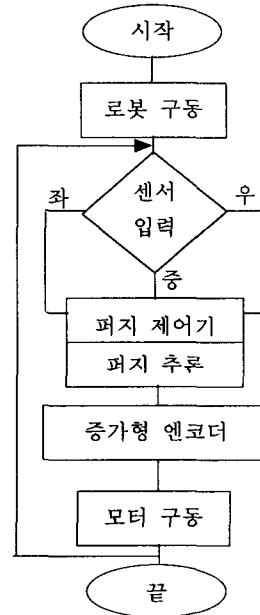 시작
로봇 구동
센서
입력
좌
우
중
퍼지 제어기
퍼지 추론
증가형 엔코더
모터 구동
끝